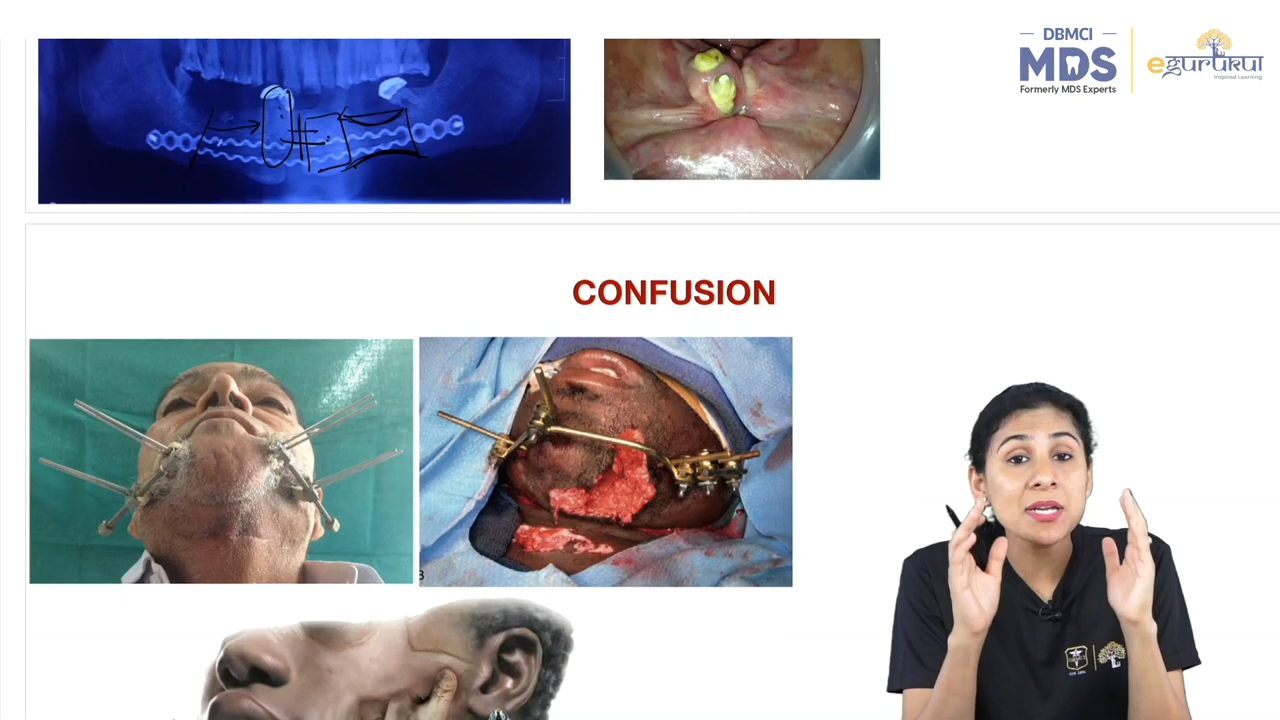 DBMCI
MDS
Formerly MDS Experts
egurukul
Inspired Learning
CONFUSION